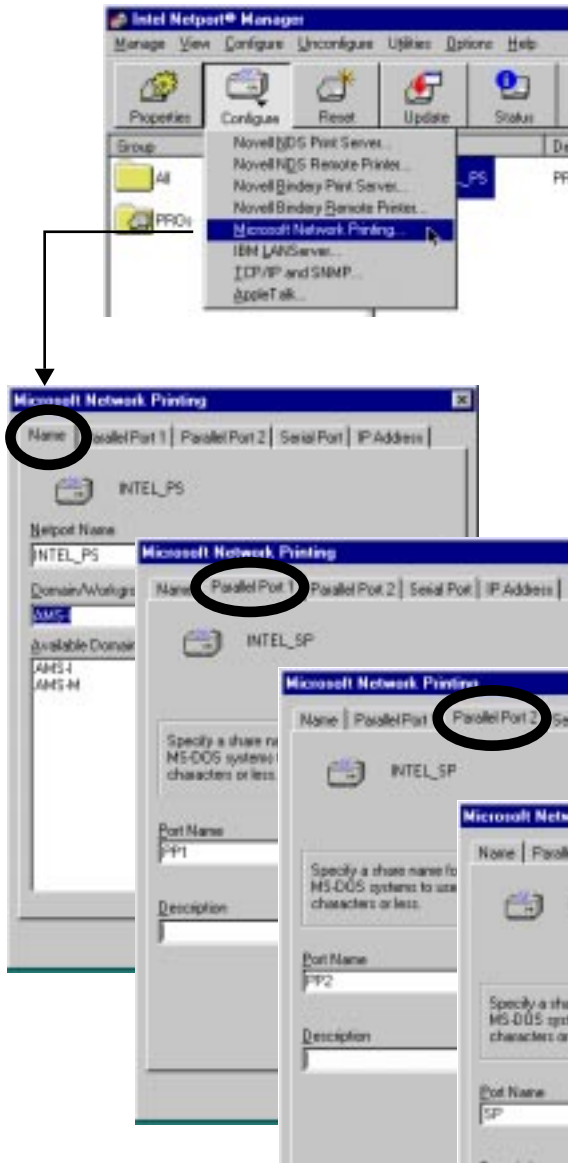 Intel Netport® Manager
Manage View Configure Unconfigure Utilities Options Help
Properties Configure Reset Update Status
Group
De
All
PROs
_PS
PR
Novell NDS Print Server...
Novell NDS Remote Printer...
Novell Bindery Print Server...
Novell Bindery Remote Printer...
Microsoft Network Printing...
IBM LANServer...
TCP/IP and SNMP...
AppleTalk...
Microsoft Network Printing
Name Parallel Port 1 Parallel Port 2 Serial Port IP Address
INTEL_PS
Netport Name
INTEL_PS
Domain/Workgro
AMS-I
Available Domain
AMS-I
AMS-M
Microsoft Network Printing
Name Parallel Port 1 Parallel Port 2 Serial Port IP Address
INTEL_SP
Specify a share na
MS-DOS systems t
characters or less
Port Name
PP1
Description
Microsoft Network Printing
Name Parallel Port Parallel Port 2 Se
INTEL_SP
Specify a share name fo
MS-DOS systems to use
characters or less.
Port Name
PP2
Description
Microsoft Netw
Name Parall
Specify a sha
MS-DOS syst
characters or
Port Name
SP